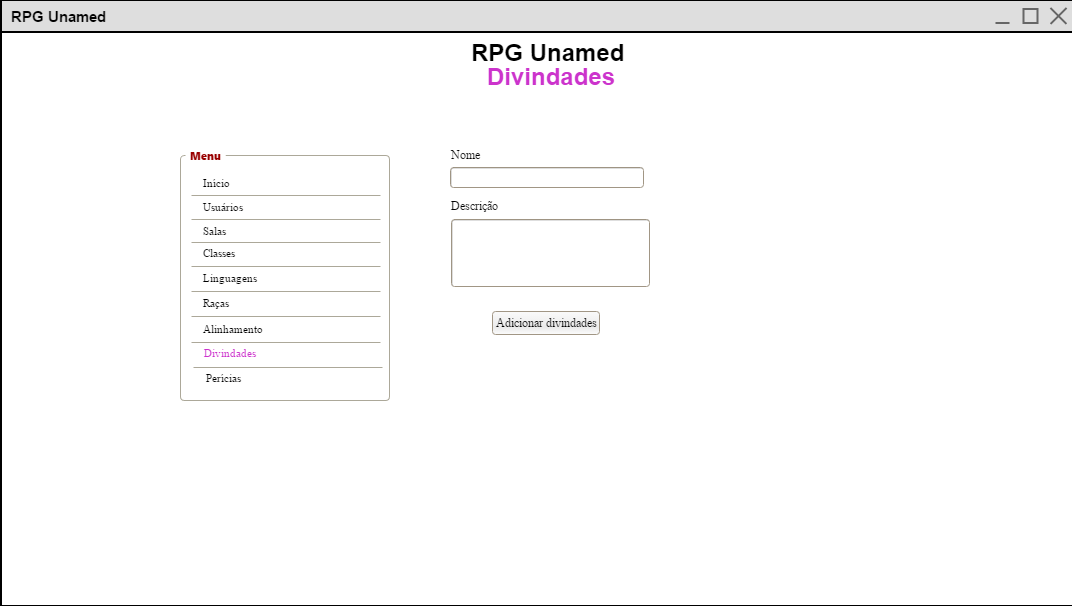 RPG Unamed
RPG Unamed
Divindades
Menu
Início
Usuários
Salas
Classes
Linguagens
Raças
Alinhamento
Divindades
Perícias
Nome
Descrição
Adicionar divindades